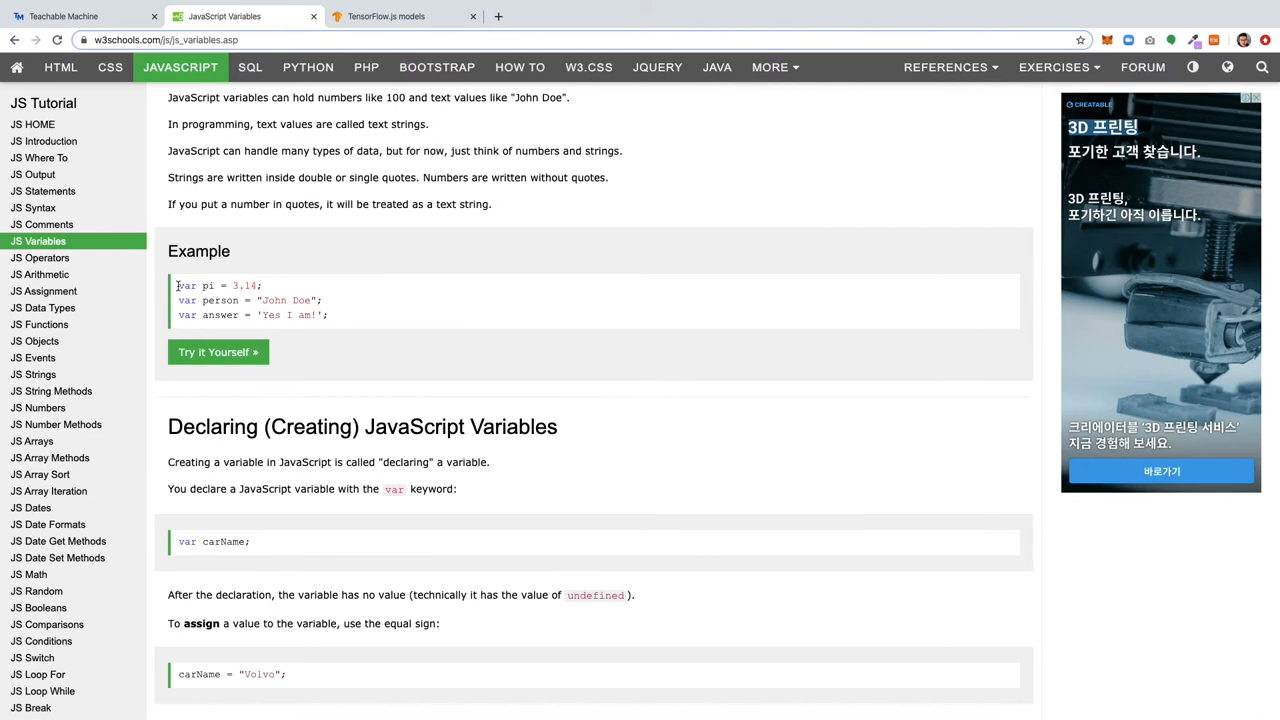 Teachable Machine
JavaScript Variables
TensorFlow.js models
w3schools.com/js/js_variables.asp
HTML
CSS
JAVASCRIPT
SQL
PYTHON
PHP
BOOTSTRAP
HOW TO
W3.CSS
JQUERY
JAVA
MORE
REFERENCES
EXERCISES
FORUM
JS Tutorial
JS HOME
JS Introduction
JS Where To
JS Output
JS Statements
JS Syntax
JS Comments
JS Variables
JS Operators
JS Arithmetic
JS Assignment
JS Data Types
JS Functions
JS Objects
JS Events
JS Strings
JS String Methods
JS Numbers
JS Number Methods
JS Arrays
JS Array Methods
JS Array Sort
JS Array Iteration
JS Dates
JS Date Formats
JS Date Get Methods
JS Date Set Methods
JS Math
JS Random
JS Booleans
JS Comparisons
JS Conditions
JS Switch
JS Loop For
JS Loop While
JS Break
JavaScript variables can hold numbers like 100 and text values like "John Doe".
In programming, text values are called text strings.
JavaScript can handle many types of data, but for now, just think of numbers and strings.
Strings are written inside double or single quotes. Numbers are written without quotes.
If you put a number in quotes, it will be treated as a text string.
Example
var pi = 3.14;
var person = "John Doe";
var answer = 'Yes I am!';
Try it Yourself »
Declaring (Creating) JavaScript Variables
Creating a variable in JavaScript is called "declaring" a variable.
You declare a JavaScript variable with the var keyword:
var carName;
After the declaration, the variable has no value (technically it has the value of undefined).
To assign a value to the variable, use the equal sign:
carName = "Volvo";
CREATABLE
3D 프린팅
포기한 고객 찾습니다.
3D 프린팅,
포기하긴 아직 이릅니다.
크리에이터블 '3D 프린팅 서비스'
지금 경험해 보세요.
바로가기